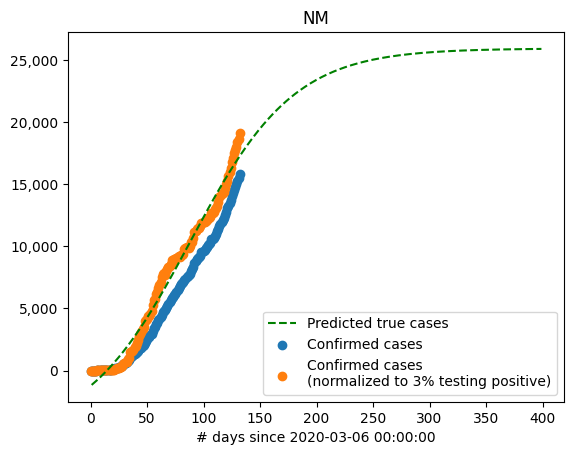 NM
25,000
20,000
15,000
10,000
5,000
0
Predicted true cases
Confirmed cases
Confirmed cases
(normalized to 3% testing positive)
0 50 100 150 200 250 300 350 400
# days since 2020-03-06 00:00:00